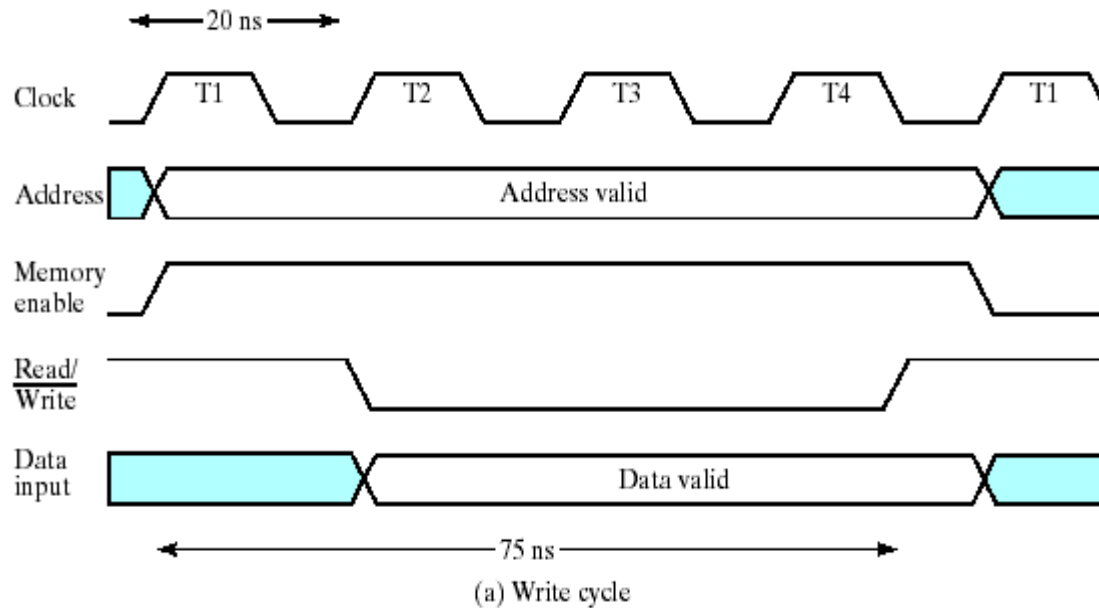 20 ns
Clock
T1
T2
T3
T4
T1
Address
Address valid
Memory
enable
Read/
Write
Data
input
Data valid
75 ns
(a) Write cycle